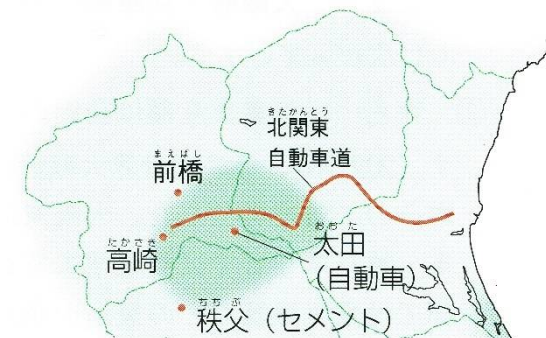 きたかんとう
北関東
自動車道
まえばし
前橋
たかさき
高崎
おおた
太田
（自動車）
ちちぶ
秩父（セメント）